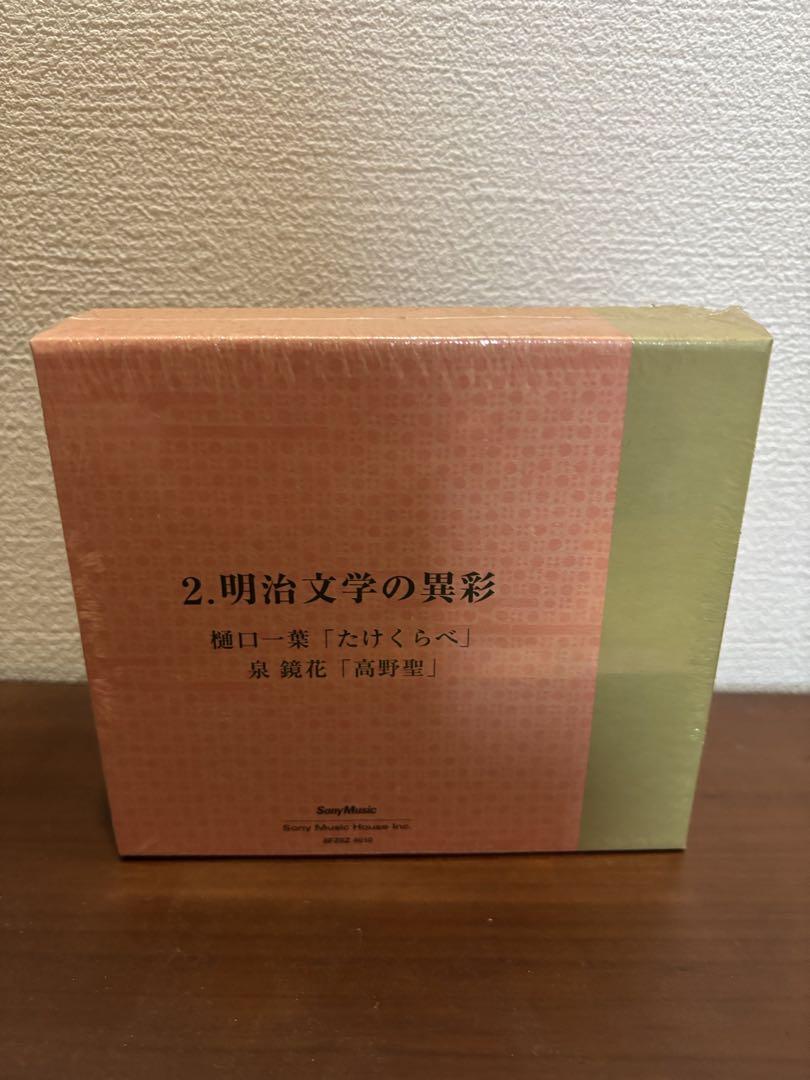 2.明治文学の異彩
樋口一葉「たけくらべ」
泉 鏡花「高野聖」
SonyMusic
Sony Music House Inc.